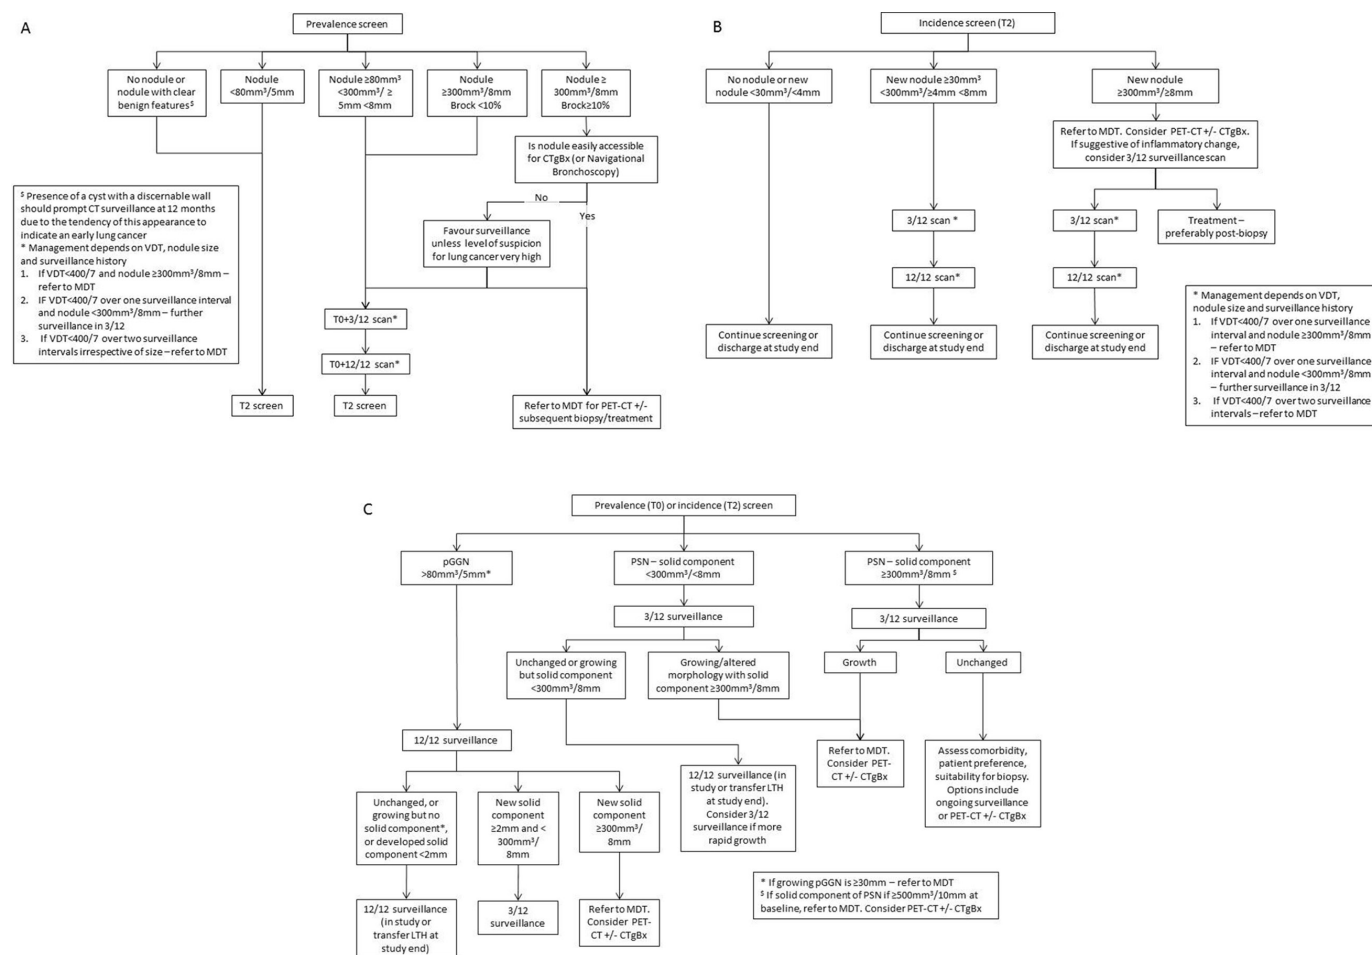 A
Prevalence screen
No nodule or
nodule with clear
benign features$
Nodule
<80mm³/5mm
Nodule ≥80mm³
<300mm³/ ≥
5mm <8mm
Nodule
≥300mm³/8mm
Brock <10%
Nodule ≥
300mm³/8mm
Brock≥10%
Is nodule easily accessible
for CTgBx (or Navigational
Bronchoscopy)
No
Yes
Favour surveillance
unless level of suspicion
for lung cancer very high
$ Presence of a cyst with a discernable wall
should prompt CT surveillance at 12 months
due to the tendency of this appearance to
indicate an early lung cancer
* Management depends on VDT, nodule size
and surveillance history
1. If VDT<400/7 and nodule ≥300mm³/8mm –
refer to MDT
2. IF VDT<400/7 over one surveillance interval
and nodule <300mm³/8mm – further
surveillance in 3/12
3. If VDT<400/7 over two surveillance
intervals irrespective of size – refer to MDT
T0+3/12 scan*
T0+12/12 scan*
T2 screen
T2 screen
Refer to MDT for PET-CT +/-
subsequent biopsy/treatment
B
Incidence screen (T2)
No nodule or new
nodule <30mm³/<4mm
New nodule ≥30mm³
<300mm³/≥4mm <8mm
New nodule
≥300mm³/≥8mm
Refer to MDT. Consider PET-CT +/- CTgBx.
If suggestive of inflammatory change,
consider 3/12 surveillance scan
3/12 scan *
3/12 scan*
Treatment –
preferably post-biopsy
12/12 scan*
12/12 scan*
Continue screening or
discharge at study end
Continue screening or
discharge at study end
Continue screening or
discharge at study end
* Management depends on VDT,
nodule size and surveillance history
1. If VDT<400/7 over one surveillance
interval and nodule ≥300mm³/8mm
– refer to MDT
2. IF VDT<400/7 over one surveillance
interval and nodule <300mm³/8mm
– further surveillance in 3/12
3. If VDT<400/7 over two surveillance
intervals – refer to MDT
C
Prevalence (T0) or incidence (T2) screen
pGGN
>80mm³/5mm*
PSN – solid component
<300mm³/<8mm
PSN – solid component
≥300mm³/8mm $
3/12 surveillance
3/12 surveillance
Unchanged or growing
but solid component
<300mm³/8mm
Growing/altered
morphology with solid
component ≥300mm³/8mm
Growth
Unchanged
12/12 surveillance
Refer to MDT.
Consider PET-
CT +/- CTgBx
Assess comorbidity,
patient preference,
suitability for biopsy.
Options include
ongoing surveillance
or PET-CT +/- CTgBx
12/12 surveillance (in
study or transfer LTH
at study end).
Consider 3/12
surveillance if more
rapid growth
Unchanged, or
growing but no
solid component*,
or developed solid
component <2mm
New solid
component
≥2mm and <
300mm³/
8mm
New solid
component
≥300mm³/
8mm
12/12 surveillance
(in study or
transfer LTH at
study end)
3/12
surveillance
Refer to MDT.
Consider PET-
CT +/- CTgBx
* If growing pGGN is ≥30mm – refer to MDT
$ If solid component of PSN if ≥500mm³/10mm at
baseline, refer to MDT. Consider PET-CT +/- CTgBx